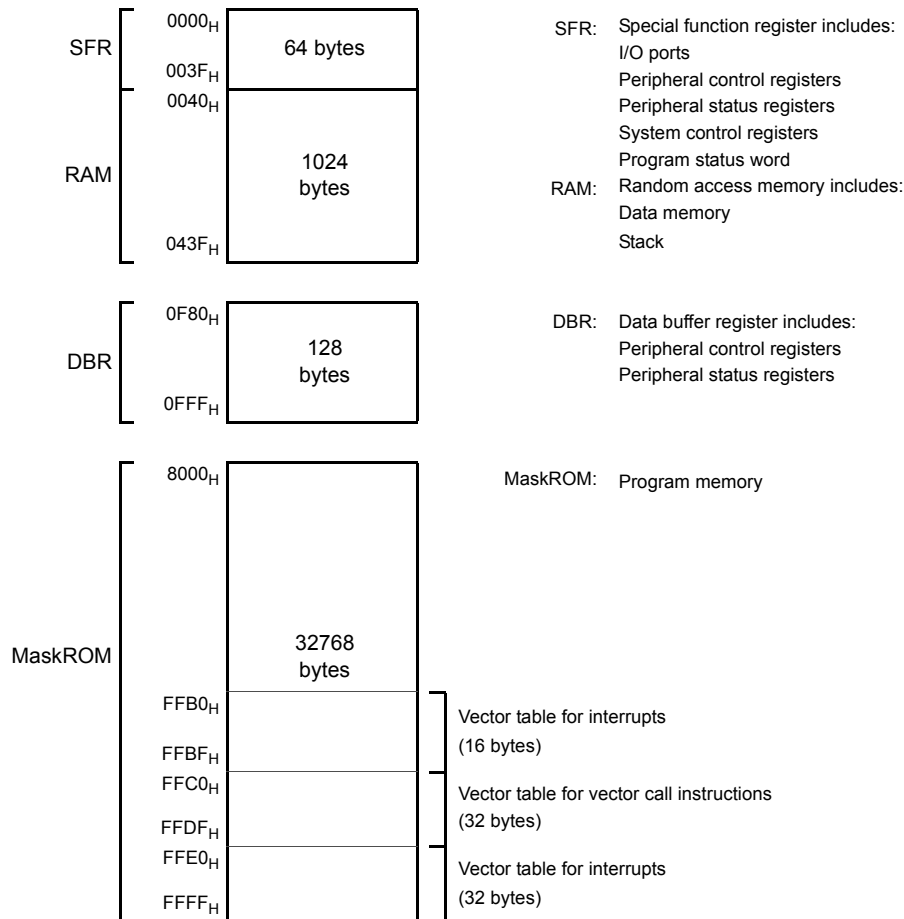 SFR
0000H
64 bytes
003FH
RAM
0040H
1024
bytes
043FH
SFR: Special function register includes:
I/O ports
Peripheral control registers
Peripheral status registers
System control registers
Program status word
RAM: Random access memory includes:
Data memory
Stack
DBR
0F80H
128
bytes
0FFFH
DBR: Data buffer register includes:
Peripheral control registers
Peripheral status registers
MaskROM
8000H
32768
bytes
MaskROM: Program memory
FFB0H
FFBFH
Vector table for interrupts
(16 bytes)
FFC0H
FFDFH
Vector table for vector call instructions
(32 bytes)
FFE0H
FFFFH
Vector table for interrupts
(32 bytes)